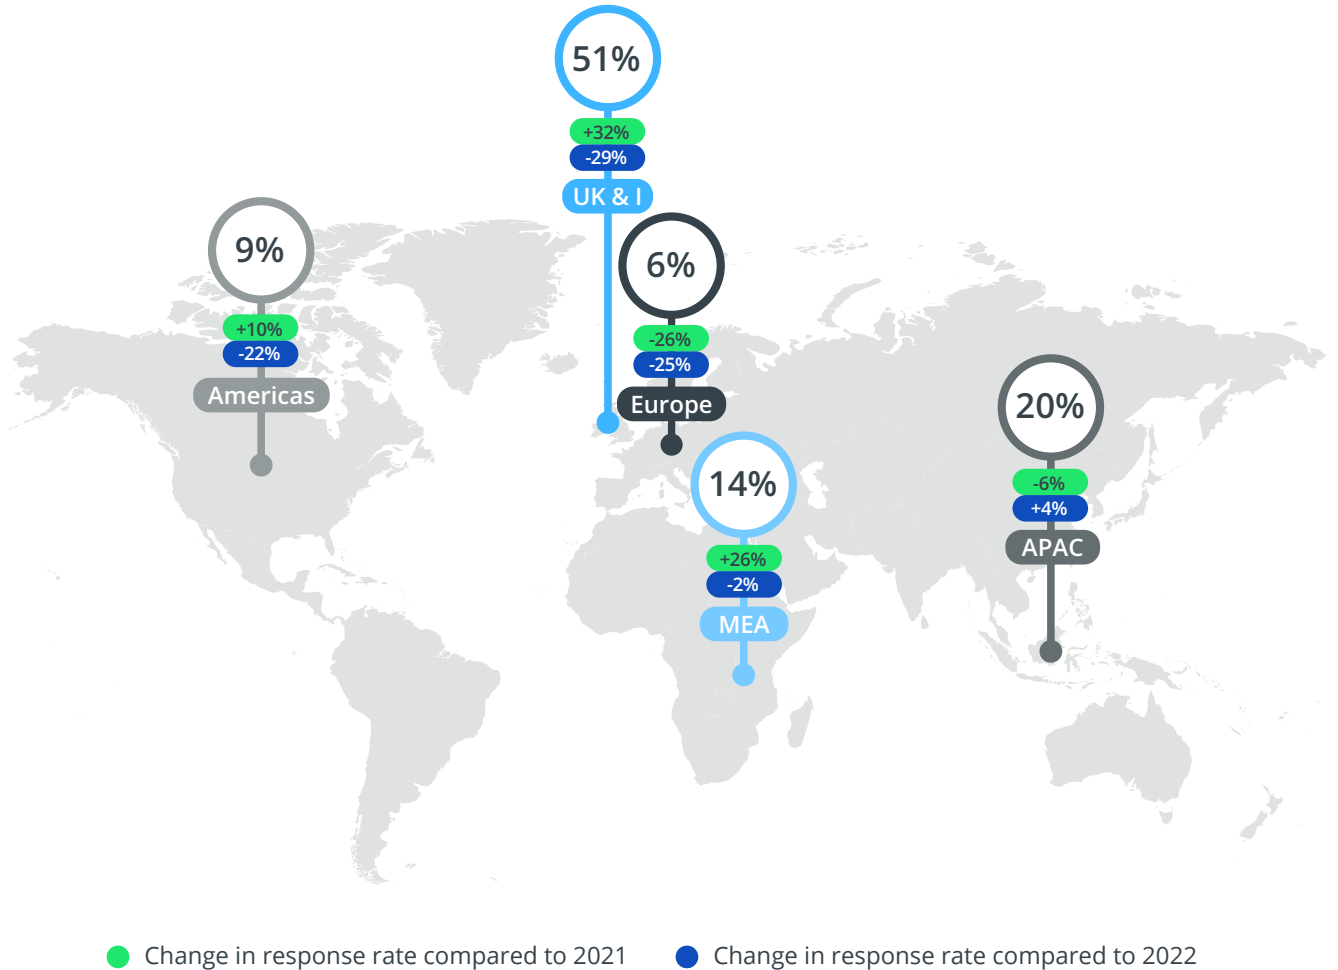 51%
+32%
-29%
UK & I
9%
+10%
-22%
Americas
6%
-26%
-25%
Europe
14%
+26%
-2%
MEA
20%
-6%
+4%
APAC
Change in response rate compared to 2021
Change in response rate compared to 2022